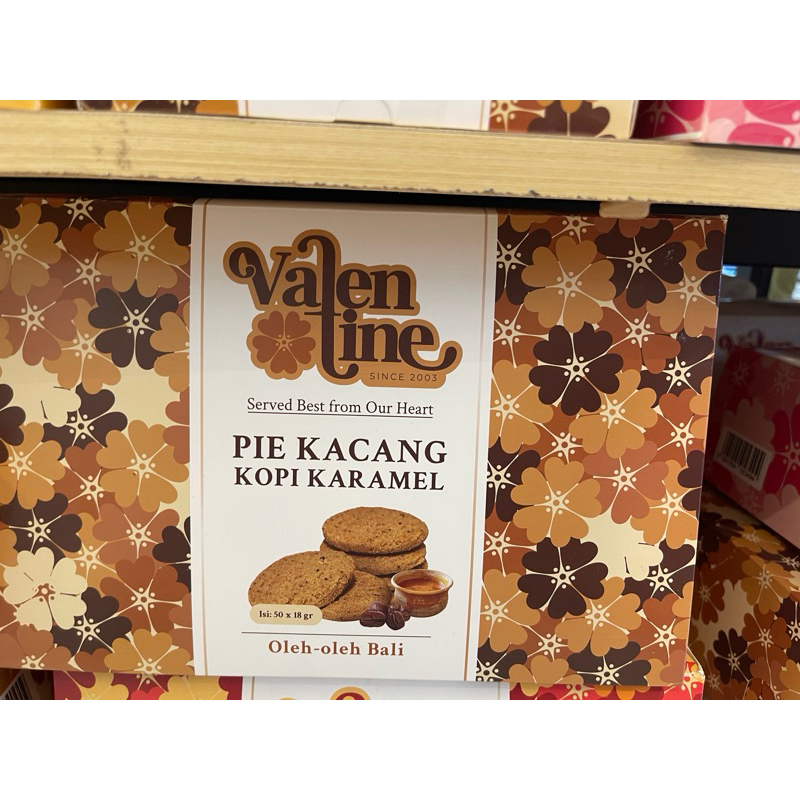 Valen
tine
SINCE 2003
Served Best from Our Heart
PIE KACANG
KOPI KARAMEL
Isi: 50 x 18 gr
Oleh-oleh Bali